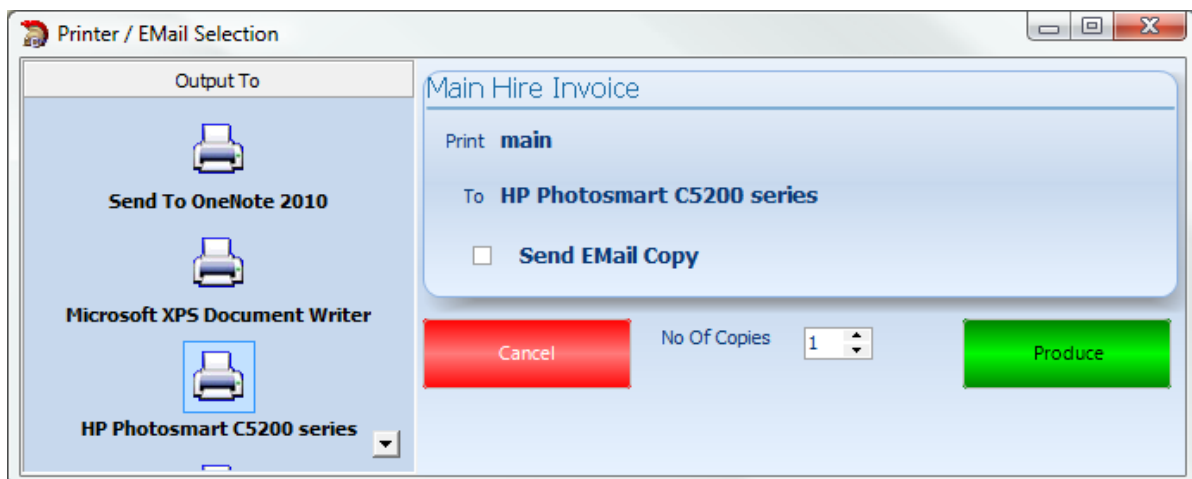 Printer / EMail Selection
Output To
Send To OneNote 2010
Microsoft XPS Document Writer
HP Photosmart C5200 series
Main Hire Invoice
Print main
To HP Photosmart C5200 series
Send EMail Copy
Cancel
No Of Copies 1
Produce